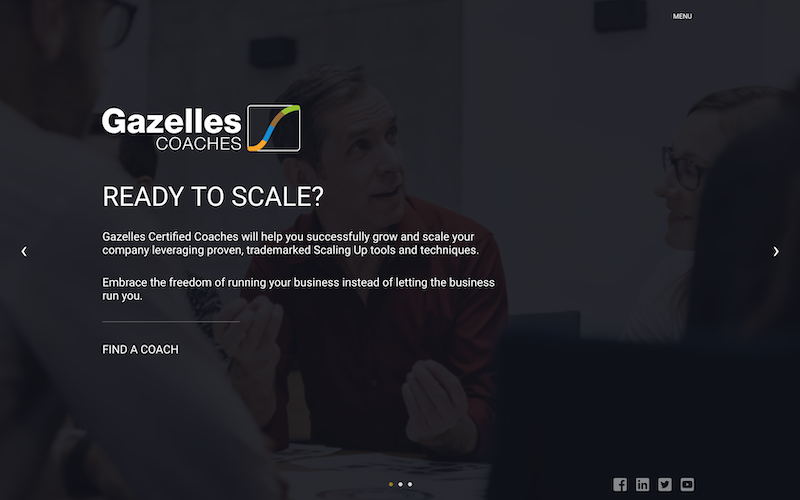 MENU
Gazelles
COACHES
READY TO SCALE?
Gazelles Certified Coaches will help you successfully grow and scale your
company leveraging proven, trademarked Scaling Up tools and techniques.
Embrace the freedom of running your business instead of letting the business
run you.
FIND A COACH